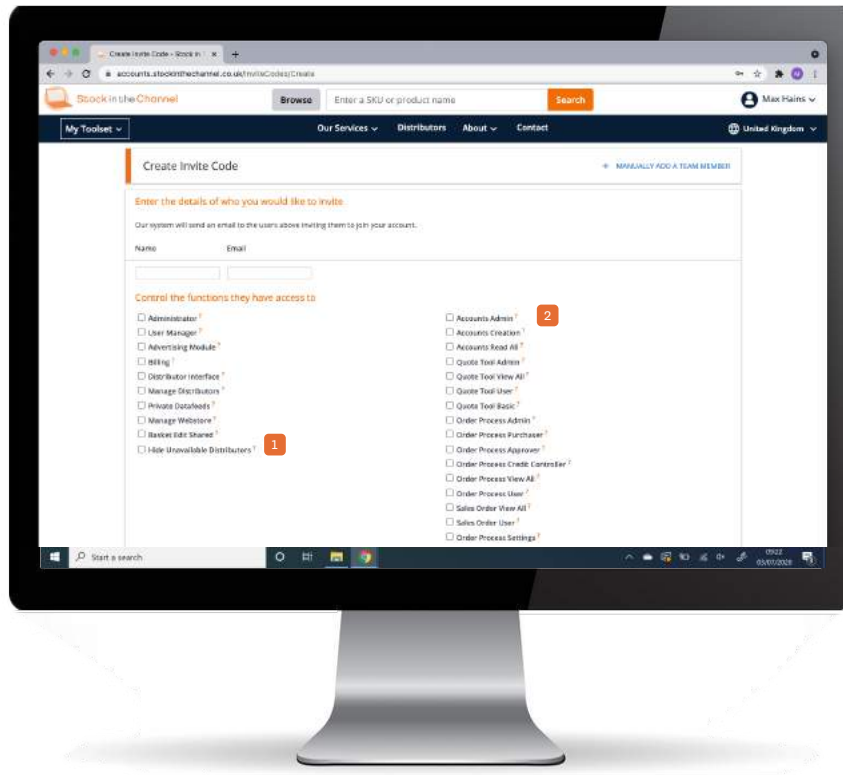 Create Invite Code - Stock in
accounts.stockinthechannel.co.uk/InviteCodes/Create
Stock in the Channel
Browse
Enter a SKU or product name
Search
Max Hains
My Toolset
Our Services
Distributors
About
Contact
United Kingdom
Create Invite Code
+ MANUALLY ADD A TEAM MEMBER
Enter the details of who you would like to invite
Our system will send an email to the users above inviting them to join your account.
Name
Email
Control the functions they have access to
Administrator ?
User Manager ?
Advertising Module ?
Billing ?
Distributor Interface ?
Manage Distributors ?
Private Datafeeds ?
Manage Webstore ?
Basket Edit Shared ?
Hide Unavailable Distributors ?
1
Accounts Admin ?
2
Accounts Creation ?
Accounts Read All ?
Quote Tool Admin ?
Quote Tool View All ?
Quote Tool User ?
Quote Tool Basic ?
Order Process Admin ?
Order Process Purchaser ?
Order Process Approver ?
Order Process Credit Controller ?
Order Process View All ?
Order Process User ?
Sales Order View All ?
Sales Order User ?
Order Process Settings ?
Start a search
0922
03/07/2020